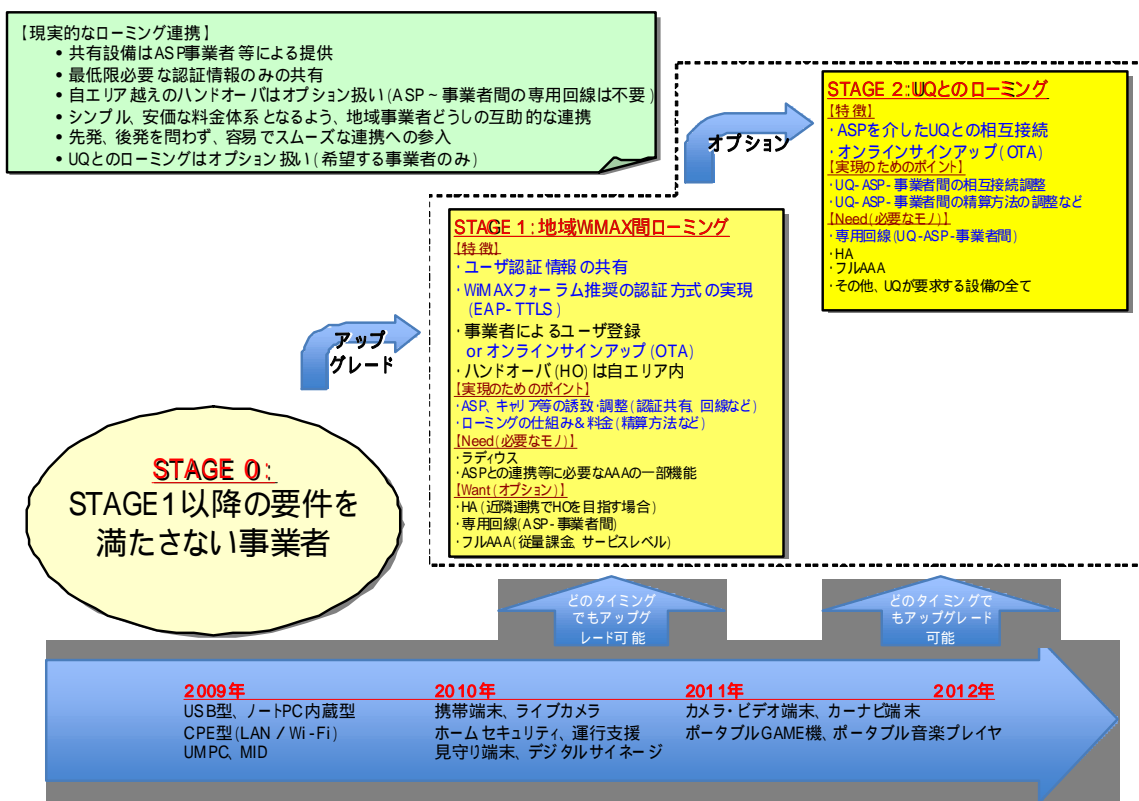 【現実的なローミング連携】
• 共有設備はASP事業者等による提供
• 最低限必要な認証情報のみの共有
• 自エリア越えのハンドオーバはオプション扱い(ASP～事業者間の専用回線は不要)
• シンプル、安価な料金体系となるよう、地域事業者どうしの互助的な連携
• 先発、後発を問わず、容易でスムーズな連携への参入
• UQとのローミングはオプション扱い(希望する事業者のみ)
オプション
STAGE 2:UQとのローミング
【特徴】
･ASPを介したUQとの相互接続
･オンラインサインアップ(OTA)
【実現のためのポイント】
･UQ-ASP-事業者間の相互接続調整
･UQ-ASP-事業者間の精算方法の調整など
【Need(必要なモノ)】
･専用回線(UQ-ASP-事業者間)
･HA
･フルAAA
･その他、UQが要求する設備の全て
アップ
グレード
STAGE 1:地域WiMAX間ローミング
【特徴】
･ユーザ認証情報の共有
･WiMAXフォーラム推奨の認証方式の実現
(EAP-TTLS)
･事業者によるユーザ登録
or オンラインサインアップ(OTA)
･ハンドオーバ(HO)は自エリア内
【実現のためのポイント】
･ASP、キャリア等の誘致･調整(認証共有、回線など)
･ローミングの仕組み&料金(精算方法など)
【Need(必要なモノ)】
･ラディウス
･ASPとの連携等に必要なAAAの一部機能
【Want(オプション)】
･HA(近隣連携でHOを目指す場合)
･専用回線(ASP-事業者間)
･フルAAA(従量課金、サービスレベル)
STAGE 0:
STAGE1以降の要件を
満たさない事業者
どのタイミング
でもアップグ
レード可能
どのタイミングで
もアップグレード
可能
2009年
USB型、ノートPC内蔵型
CPE型(LAN / Wi-Fi)
UMPC、MID
2010年
携帯端末、ライブカメラ
ホームセキュリティ、運行支援
見守り端末、デジタルサイネージ
2011年
2012年
カメラ・ビデオ端末、カーナビ端末
ポータブルGAME機、ポータブル音楽プレイヤ